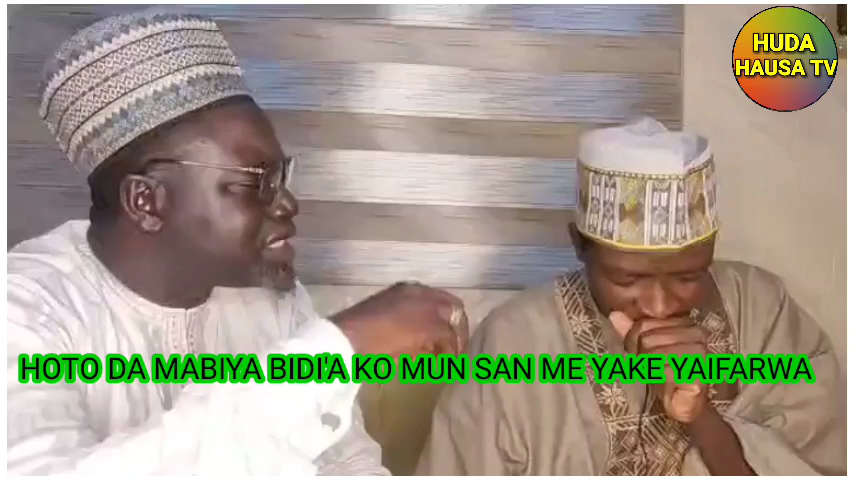 HUDA
HAUSA TV
HOTO DA MABIYA BIDI'A KO MUN SAN ME YAKE YAIFARWA